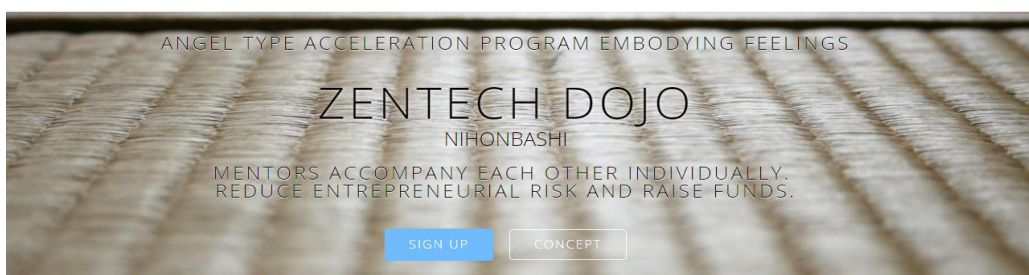 ANGEL TYPE ACCELERATION PROGRAM EMBODYING FEELINGS
ZENTECH DOJO
NIHONBASHI
MENTORS ACCOMPANY EACH OTHER INDIVIDUALLY.
REDUCE ENTREPRENEURIAL RISK AND RAISE FUNDS.
SIGN UP
CONCEPT